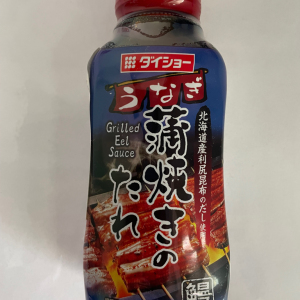 ダイショー
うなぎ
蒲焼きの
たれ
Grilled
Eel
Sauce
北海道産利尻昆布のだし使用
鰻